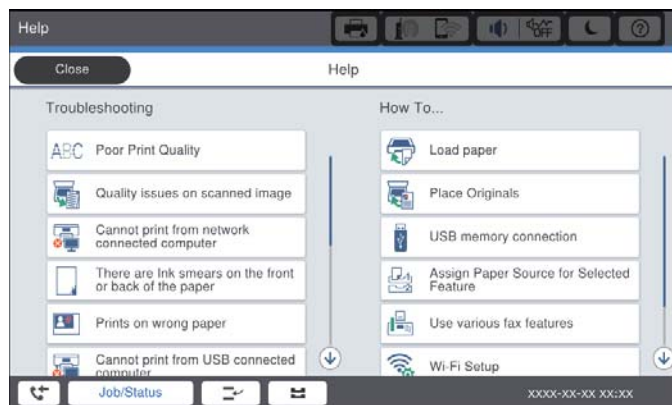 Help
OFF
Close
Help
Troubleshooting
ABC Poor Print Quality
Quality issues on scanned image
Cannot print from network
connected computer
There are Ink smears on the front
or back of the paper
Prints on wrong paper
Cannot print from USB connected
computer
How To...
Load paper
Place Originals
USB memory connection
Assign Paper Source for Selected
Feature
Use various fax features
Wi-Fi Setup
Job/Status
xxxx-xx-xx xx:xx